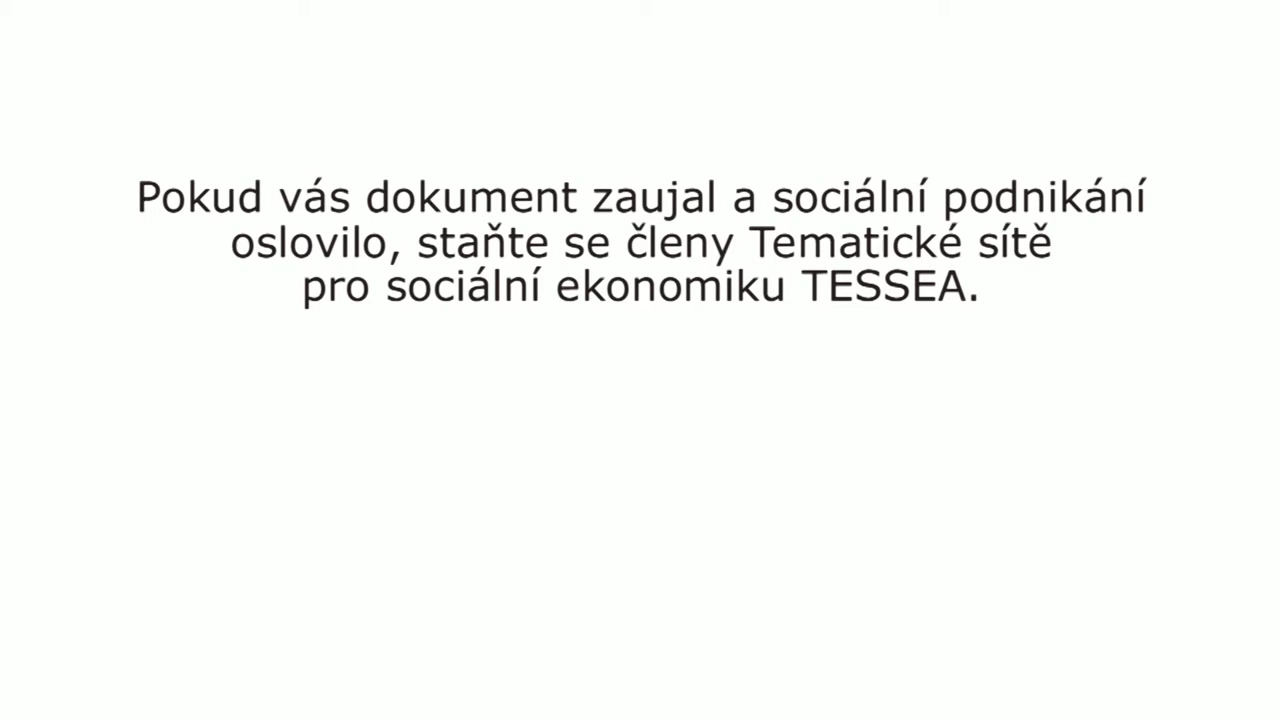 Pokud vás dokument zaujal a sociální podnikání
oslovilo, staňte se členy Tematické sítě
pro sociální ekonomiku TESSEA.